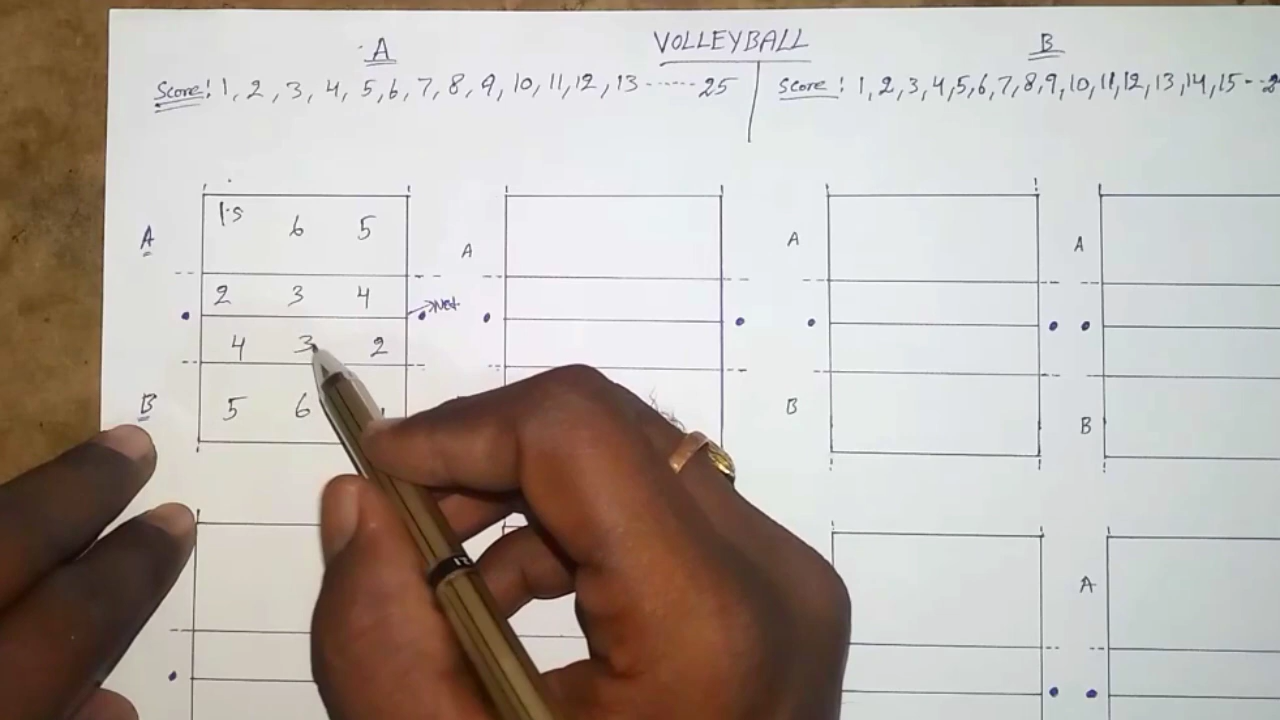 A VOLLEYBALL B
Score: 1, 2, 3, 4, 5, 6, 7, 8, 9, 10, 11, 12, 13 ------ 25
Score: 1, 2, 3, 4, 5, 6, 7, 8, 9, 10, 11, 12, 13, 14, 15 --
A 1.S 6 5
A
A
A
2 3 4 Net
4 3 2
B 5 6
B
B
A